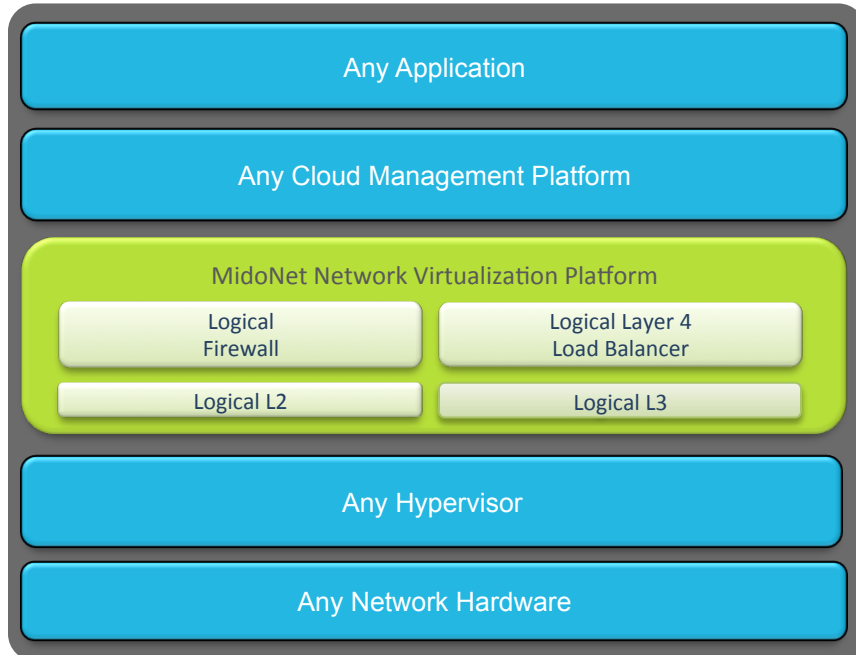 Any Application
Any Cloud Management Platform
MidoNet Network Virtualization Platform
Logical
Firewall
Logical Layer 4
Load Balancer
Logical L2
Logical L3
Any Hypervisor
Any Network Hardware